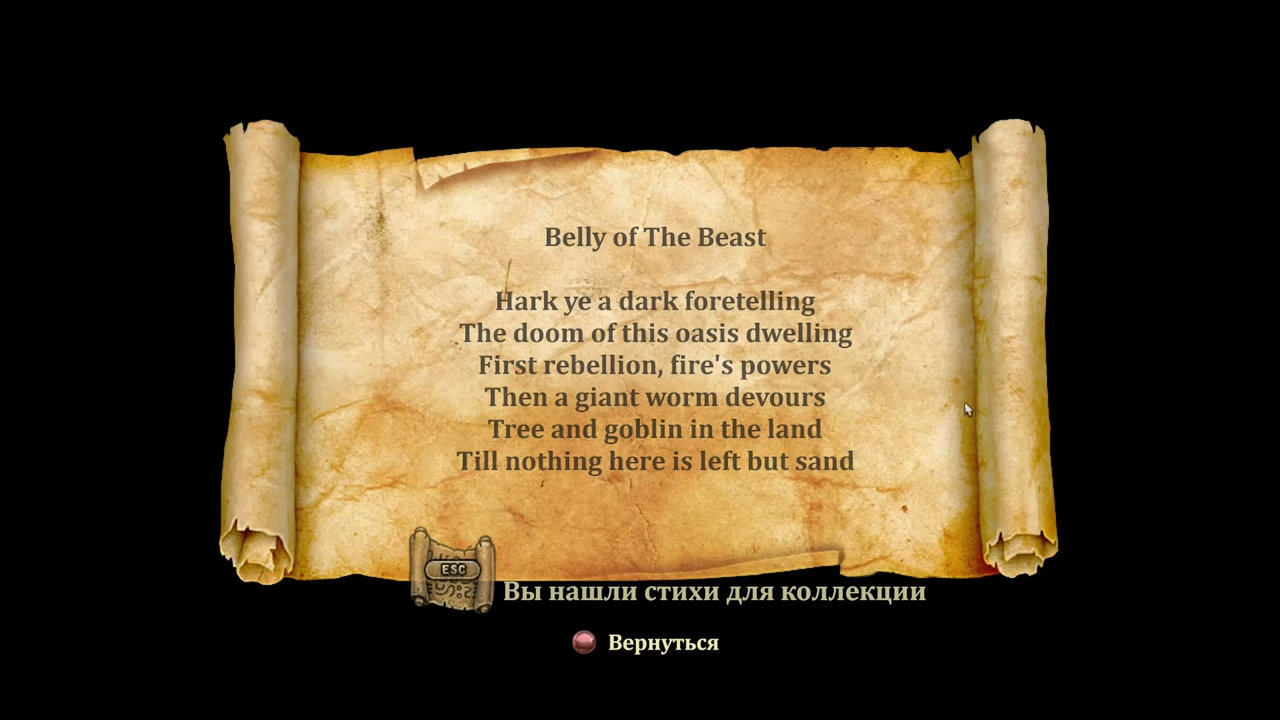 Belly of The Beast
Hark ye a dark foretelling
The doom of this oasis dwelling
First rebellion, fire's powers
Then a giant worm devours
Tree and goblin in the land
Till nothing here is left but sand
ESC
Вы нашли стихи для коллекции
Вернуться